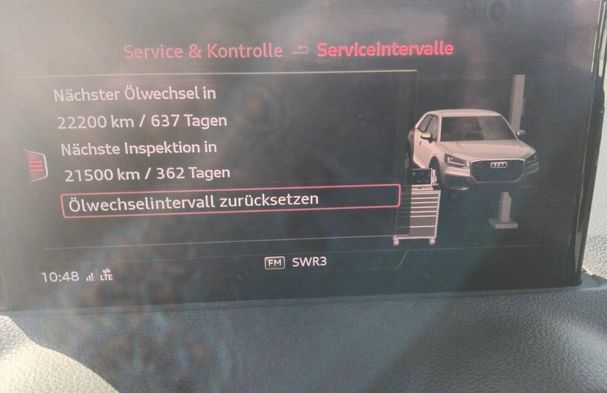 Service & Kontrolle Serviceintervalle
Nächster Ölwechsel in
22200 km / 637 Tagen
Nächste Inspektion in
21500 km / 362 Tagen
Ölwechselintervall zurücksetzen
FM SWR3
10:48 LTE